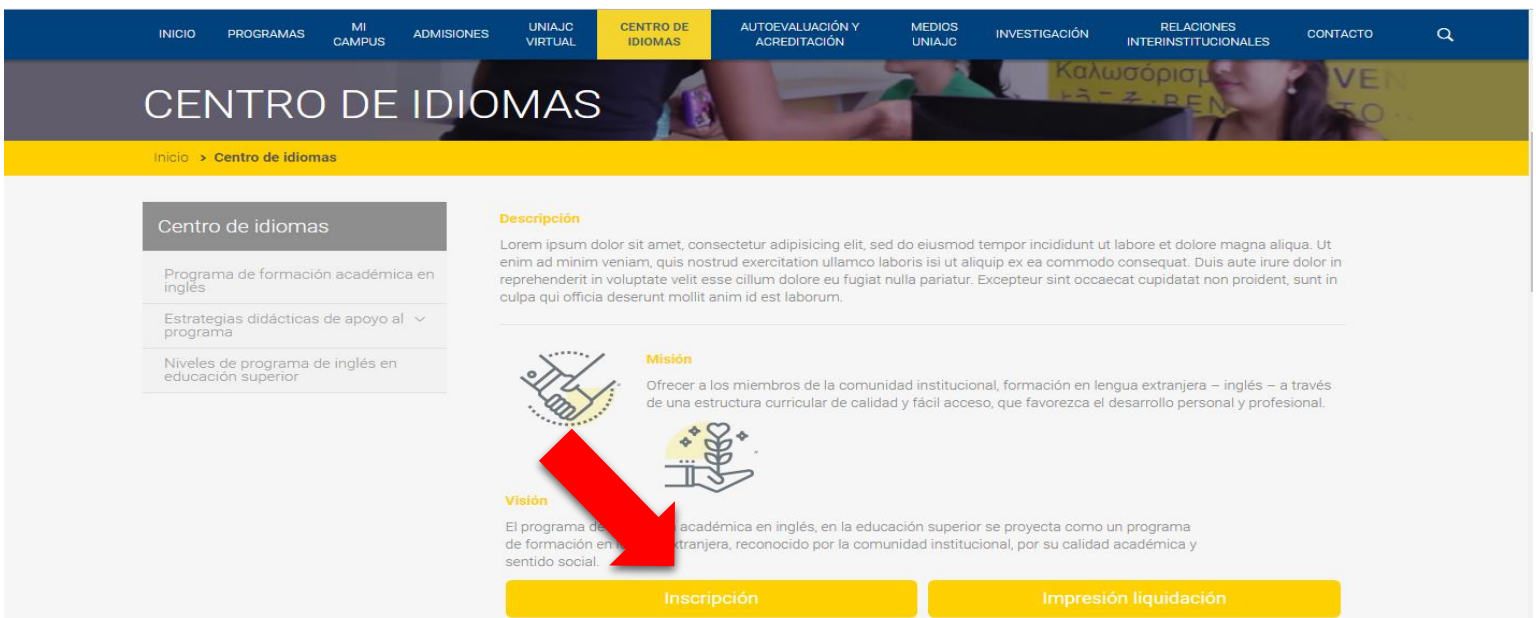 INICIO
PROGRAMAS
MI
CAMPUS
ADMISIONES
UNIAJC
VIRTUAL
CENTRO DE
IDIOMAS
AUTOEVALUACIÓN Y
ACREDITACIÓN
MEDIOS
UNIAJC
INVESTIGACIÓN
RELACIONES
INTERINSTITUCIONALES
CONTACTO
CENTRO DE IDIOMAS
Inicio > Centro de idiomas
Centro de idiomas
Programa de formación académica en
inglés
Estrategias didácticas de apoyo al
programa
Niveles de programa de inglés en
educación superior
Descripción
Lorem ipsum dolor sit amet, consectetur adipisicing elit, sed do eiusmod tempor incididunt ut labore et dolore magna aliqua. Ut
enim ad minim veniam, quis nostrud exercitation ullamco laboris isi ut aliquip ex ea commodo consequat. Duis aute irure dolor in
reprehenderit in voluptate velit esse cillum dolore eu fugiat nulla pariatur. Excepteur sint occaecat cupidatat non proident, sunt in
culpa qui officia deserunt mollit anim id est laborum.
Misión
Ofrecer a los miembros de la comunidad institucional, formación en lengua extranjera – inglés – a través
de una estructura curricular de calidad y fácil acceso, que favorezca el desarrollo personal y profesional.
Visión
El programa de académica en inglés, en la educación superior se proyecta como un programa
de formación en extranjera, reconocido por la comunidad institucional, por su calidad académica y
sentido social.
Inscripción
Impresión liquidación